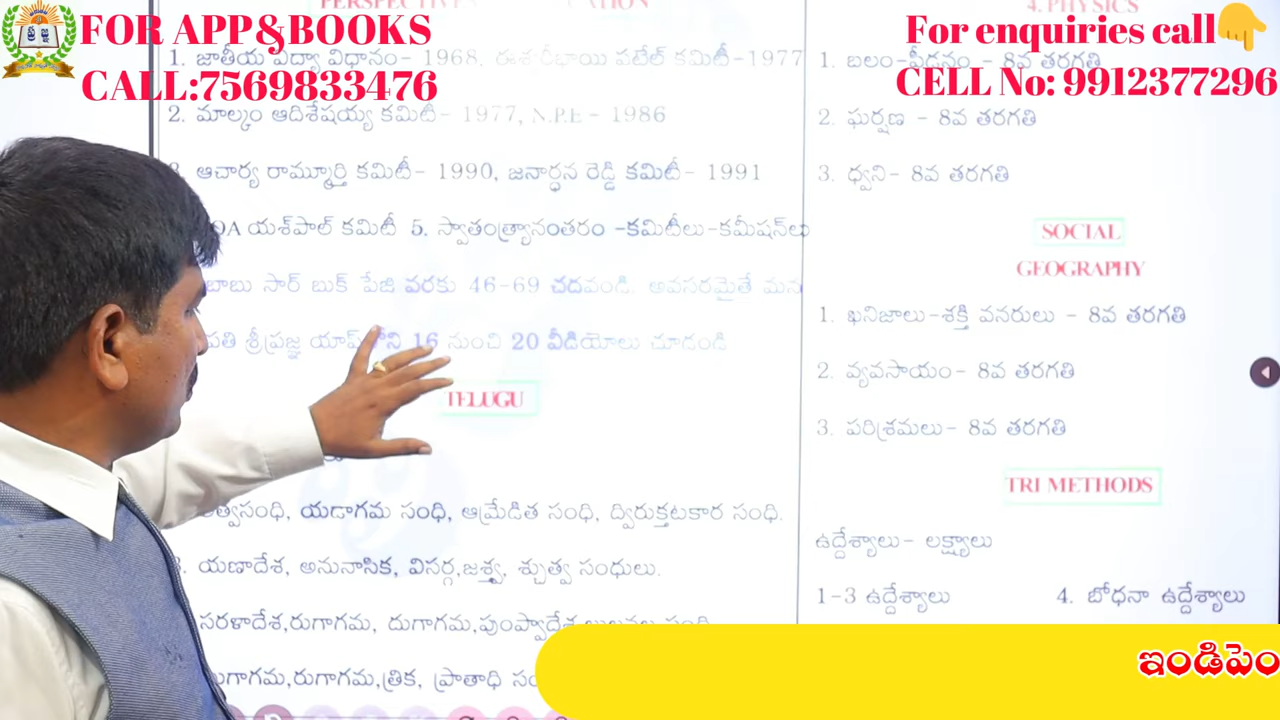 FOR APP&BOOKS
CALL:7569833476
For enquiries call
CELL No: 9912377296
1. జాతీయ విద్యా విధానం- 1968, పటేల్ కమిటీ -1977
2. మాల్కం ఆదిశేషయ్య కమిటీ- 1977, N.P.E - 1986
ఆచార్య రామ్మూర్తి కమిటీ- 1990, జనార్ధన రెడ్డి కమిటీ- 1991
యశ్‌పాల్ కమిటీ 5. స్వాతంత్ర్యానంతరం -కమిటీలు-కమీషన్‌లు
బాబు సార్ బుక్ పేజి వరకు 46-69 చదవండి. అవసరమైతే మన
శ్రీప్రజ్ఞ 16 నుంచి 20 వీడియోలు చూడండి
TELUGU
యడాగమ సంధి, ఆమ్రేడిత సంధి, ద్విరుక్తటకార సంధి.
యణాదేశ, అనునాసిక, విసర్గ,జశ్త్వ, శ్చుత్వ సంధులు.
సరళాదేశ,రుగాగమ, దుగాగమ,పుంప్వాదేశ
రుగాగమ,త్రిక, ప్రాతాధి
4. PHYSICS
1. బలం-పీడనం - 8వ తరగతి
2. ఘర్షణ - 8వ తరగతి
3. ధ్వని- 8వ తరగతి
SOCIAL
GEOGRAPHY
1. ఖనిజాలు-శక్తి వనరులు - 8వ తరగతి
2. వ్యవసాయం- 8వ తరగతి
3. పరిశ్రమలు- 8వ తరగతి
TRI METHODS
ఉద్దేశ్యాలు- లక్ష్యాలు
1-3 ఉద్దేశ్యాలు 4. బోధనా ఉద్దేశ్యాలు
ఇండిపెం